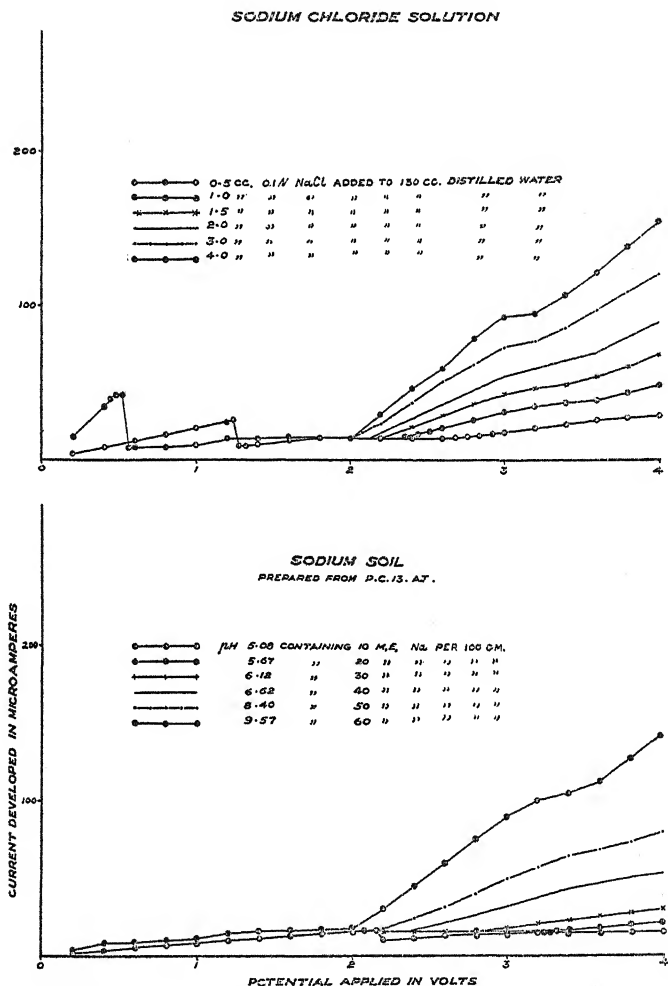 SODIUM CHLORIDE SOLUTION
200
0.5 CC. 0.1N NaCl ADDED TO 130 CC. DISTILLED WATER
1.0 " " " " " " " "
1.5 " " " " " " " "
2.0 " " " " " " " "
3.0 " " " " " " " "
4.0 " " " " " " " "
100
0 1 2 3 4
SODIUM SOIL
PREPARED FROM P.C.13. AJ.
200
pH 5.08 CONTAINING 10 M.E. Na PER 100 GM.
5.67 " 20 " " " " "
6.12 " 30 " " " " "
6.62 " 40 " " " " "
8.40 " 50 " " " " "
9.57 " 60 " " " " "
100
CURRENT DEVELOPED IN MICROAMPERES
0 1 2 3 4
POTENTIAL APPLIED IN VOLTS